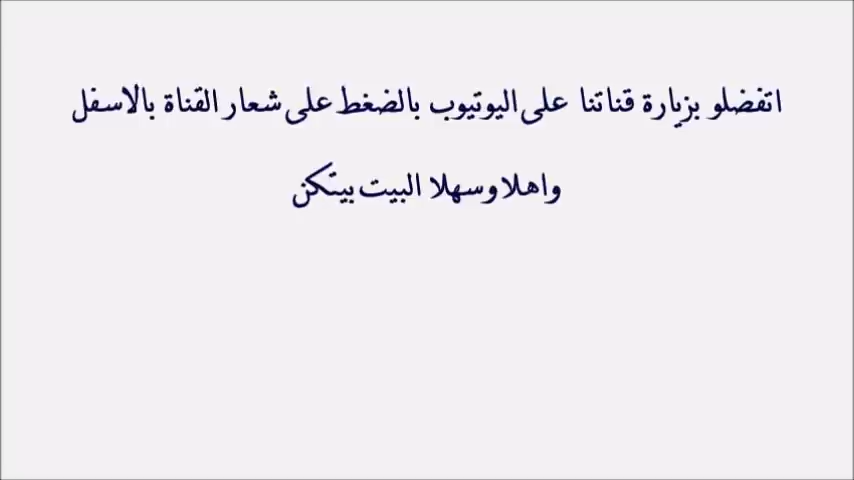 اتفضلو بزيارة قناتنا على اليوتيوب بالضغط على شعار القناة بالاسفل
واهلا وسهلا البيت بيتكن